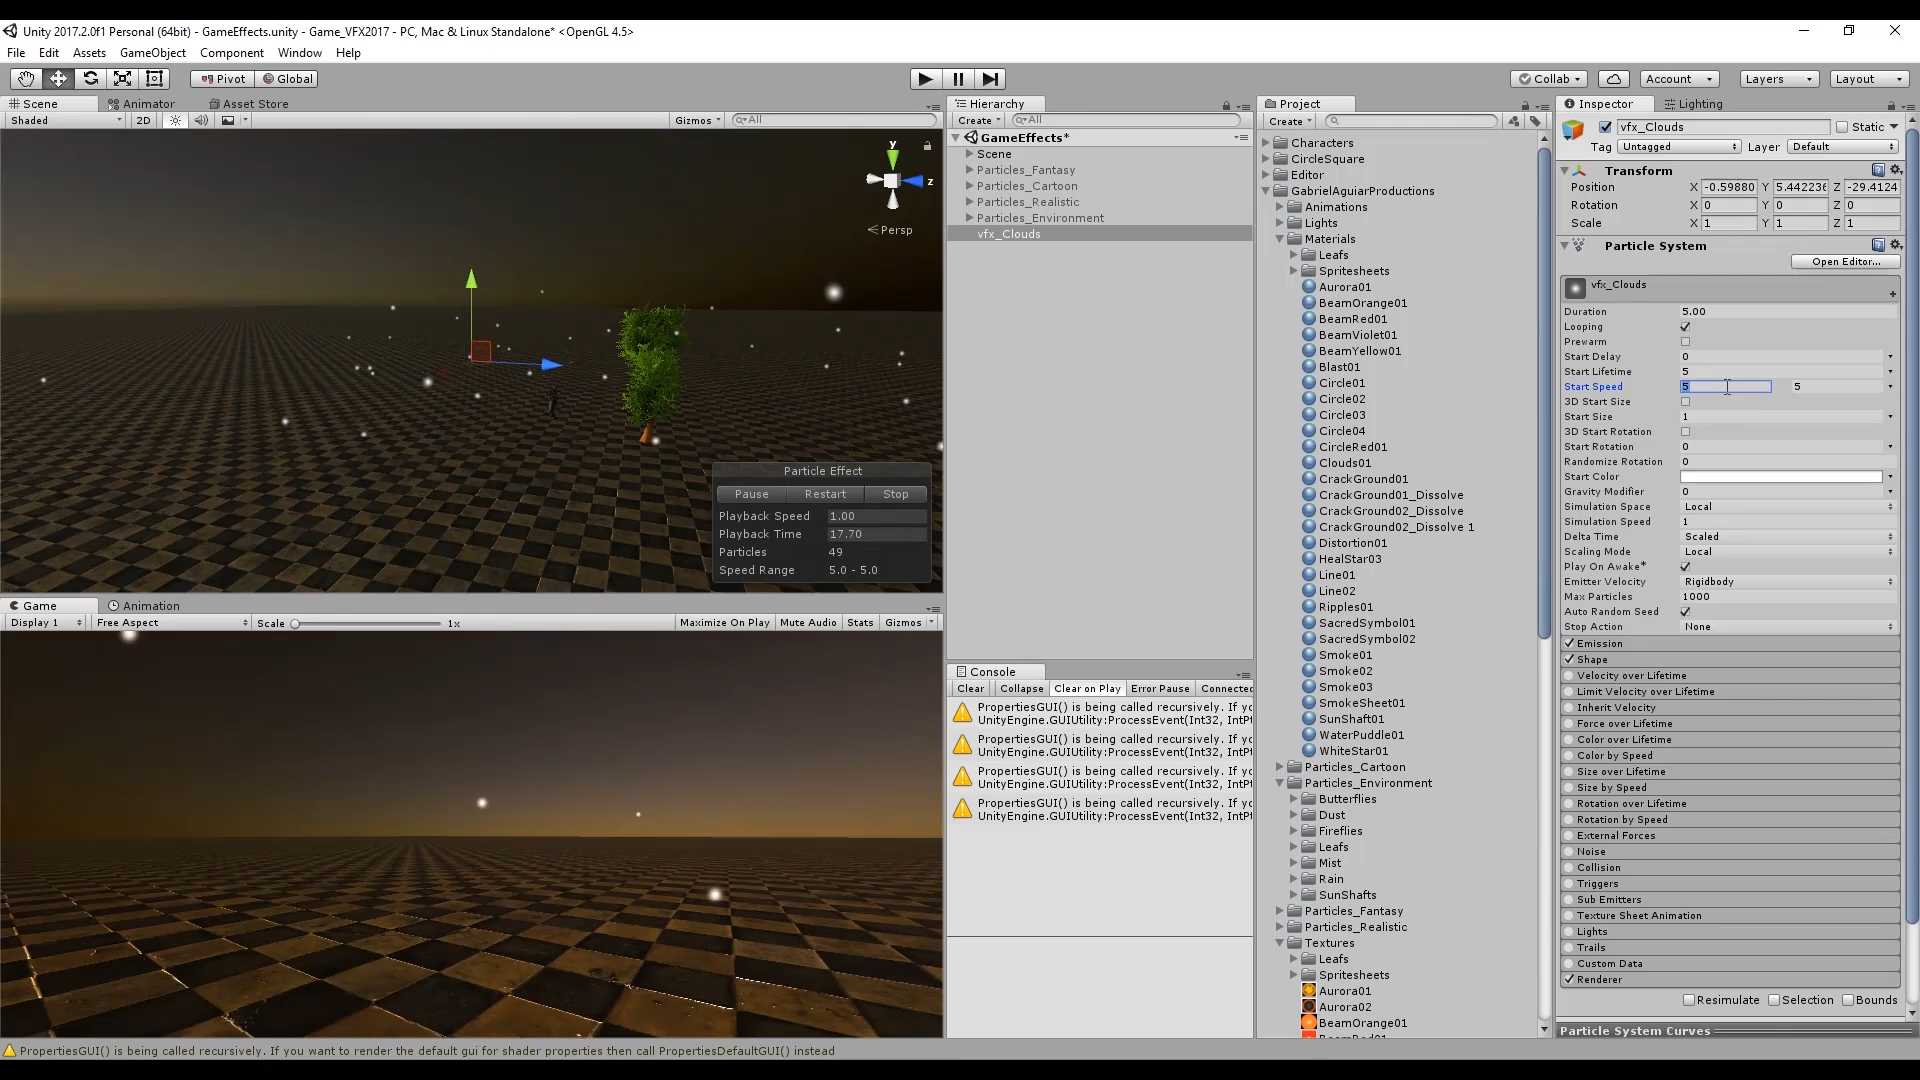 Unity 2017.2.0f1 Personal (64bit) - GameEffects.unity - Game_VFX2017 - PC, Mac & Linux Standalone* <OpenGL 4.5>
File Edit Assets GameObject Component Window Help
Pivot Global Collab Account Layers Layout
Scene Animator Asset Store
Shaded 2D Gizmos All
y
z
Persp
Particle Effect
Pause Restart Stop
Playback Speed 1.00
Playback Time 17.70
Particles 49
Speed Range 5.0 - 5.0
Game Animation
Display 1 Free Aspect Scale 1x Maximize On Play Mute Audio Stats Gizmos
Hierarchy
Create All
GameEffects*
Scene
Particles_Fantasy
Particles_Cartoon
Particles_Realistic
Particles_Environment
vfx_Clouds
Console
Clear Collapse Clear on Play Error Pause Connected
PropertiesGUI() is being called recursively. If
UnityEngine.GUIUtility:ProcessEvent(Int32,
PropertiesGUI() is being called recursively. If
UnityEngine.GUIUtility:ProcessEvent(Int32,
PropertiesGUI() is being called recursively. If
UnityEngine.GUIUtility:ProcessEvent(Int32,
PropertiesGUI() is being called recursively. If
UnityEngine.GUIUtility:ProcessEvent(Int32,
Project
Create
Characters
CircleSquare
Editor
GabrielAguiarProductions
Animations
Lights
Materials
Leafs
Spritesheets
Aurora01
BeamOrange01
BeamRed01
BeamViolet01
BeamYellow01
Blast01
Circle01
Circle02
Circle03
Circle04
CircleRed01
Clouds01
CrackGround01
CrackGround01_Dissolve
CrackGround02_Dissolve
CrackGround02_Dissolve 1
Distortion01
HealStar03
Line01
Line02
Ripples01
SacredSymbol01
SacredSymbol02
Smoke01
Smoke02
Smoke03
SmokeSheet01
SunShaft01
WaterPuddle01
WhiteStar01
Particles_Cartoon
Particles_Environment
Butterflies
Dust
Fireflies
Leafs
Mist
Rain
SunShafts
Particles_Fantasy
Particles_Realistic
Textures
Leafs
Spritesheets
Aurora01
Aurora02
BeamOrange01
Inspector Lighting
vfx_Clouds Static
Tag Untagged Layer Default
Transform
Position X -0.59880 Y 5.442236 Z -29.4124
Rotation X 0 Y 0 Z 0
Scale X 1 Y 1 Z 1
Particle System
Open Editor...
vfx_Clouds
Duration 5.00
Looping
Prewarm
Start Delay 0
Start Lifetime 5
Start Speed 5 5
3D Start Size
Start Size 1
3D Start Rotation
Start Rotation 0
Randomize Rotation 0
Start Color
Gravity Modifier 0
Simulation Space Local
Simulation Speed 1
Delta Time Scaled
Scaling Mode Local
Play On Awake*
Emitter Velocity Rigidbody
Max Particles 1000
Auto Random Seed
Stop Action None
Emission
Shape
Velocity over Lifetime
Limit Velocity over Lifetime
Inherit Velocity
Force over Lifetime
Color over Lifetime
Color by Speed
Size over Lifetime
Size by Speed
Rotation over Lifetime
Rotation by Speed
External Forces
Noise
Collision
Triggers
Sub Emitters
Texture Sheet Animation
Lights
Trails
Custom Data
Renderer
Resimulate Selection Bounds
Particle System Curves
PropertiesGUI() is being called recursively. If you want to render the default gui for shader properties then call PropertiesDefaultGUI() instead